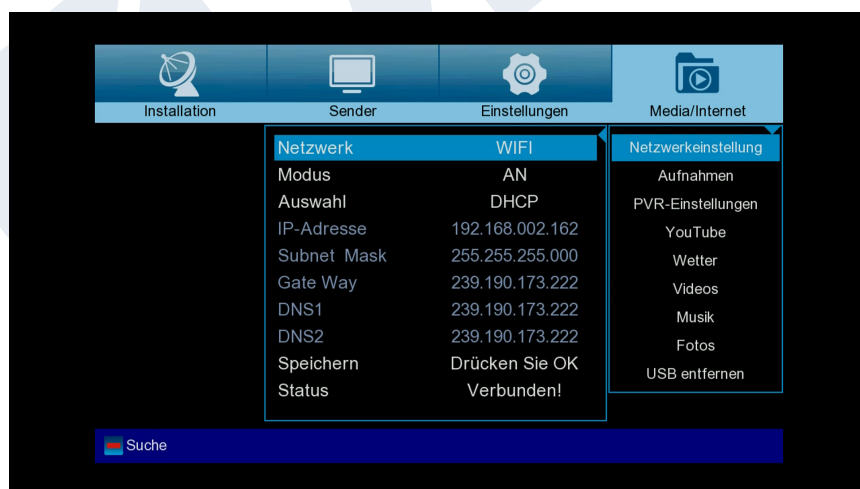 Installation Sender Einstellungen Media/Internet
Netzwerk WIFI
Modus AN
Auswahl DHCP
IP-Adresse 192.168.002.162
Subnet Mask 255.255.255.000
Gate Way 239.190.173.222
DNS1 239.190.173.222
DNS2 239.190.173.222
Speichern Drücken Sie OK
Status Verbunden!
Netzwerkeinstellung
Aufnahmen
PVR-Einstellungen
YouTube
Wetter
Videos
Musik
Fotos
USB entfernen
Suche